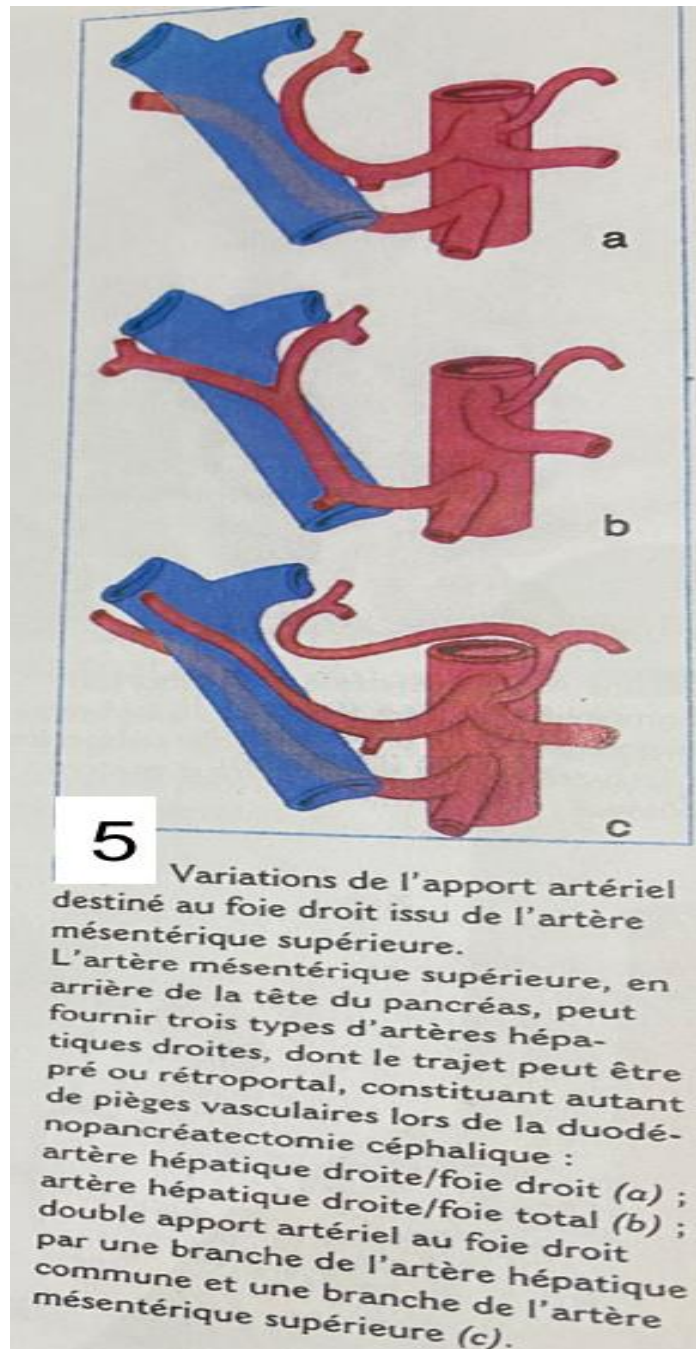 a
b
c
5 Variations de l'apport artériel
destiné au foie droit issu de l'artère
mésentérique supérieure.
L'artère mésentérique supérieure, en
arrière de la tête du pancréas, peut
fournir trois types d'artères hépa-
tiques droites, dont le trajet peut être
pré ou rétroportal, constituant autant
de pièges vasculaires lors de la duodé-
nopancréatectomie céphalique :
artère hépatique droite/foie droit (a) ;
artère hépatique droite/foie total (b) ;
double apport artériel au foie droit
par une branche de l'artère hépatique
commune et une branche de l'artère
mésentérique supérieure (c).